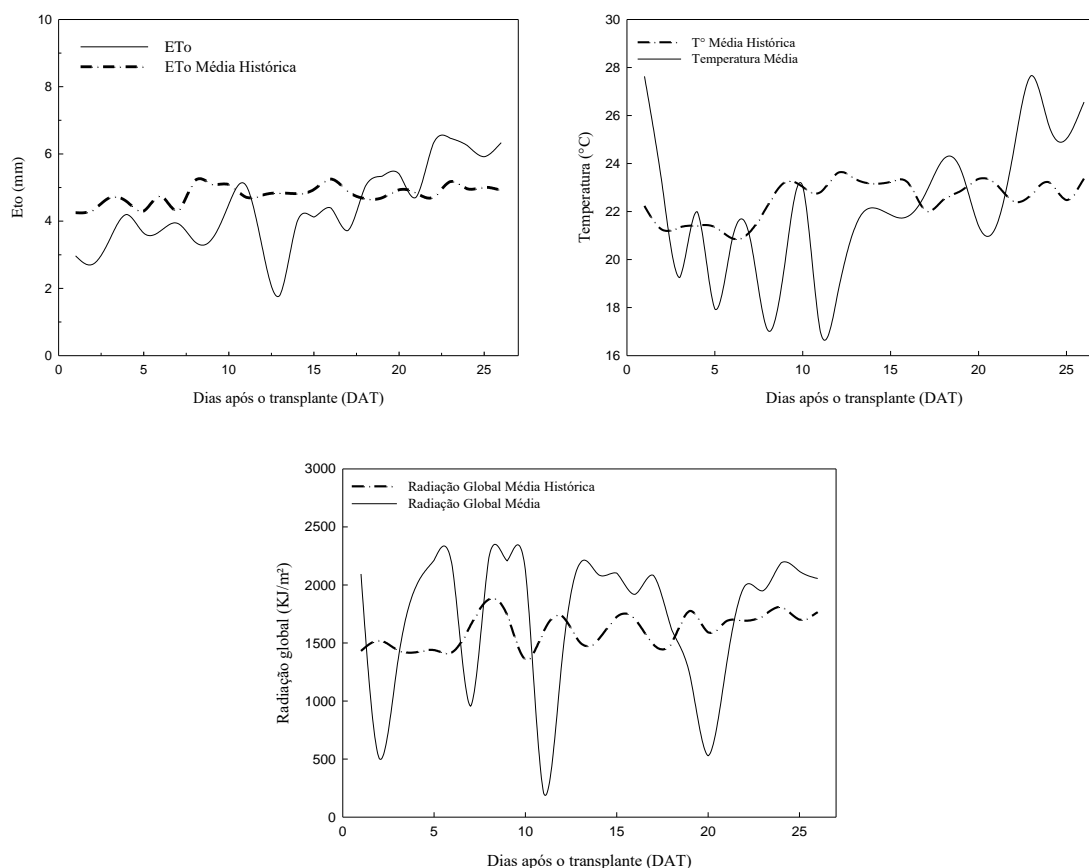 ETo
ETo Média Histórica
Eto (mm)
10
8
6
4
2
0
0 5 10 15 20 25
Dias após o transplante (DAT)
T° Média Histórica
Temperatura Média
Temperatura (°C)
30
28
26
24
22
20
18
16
0 5 10 15 20 25
Dias após o transplante (DAT)
Radiação Global Média Histórica
Radiação Global Média
Radiação global (KJ/m²)
3000
2500
2000
1500
1000
500
0
0 5 10 15 20 25
Dias após o transplante (DAT)